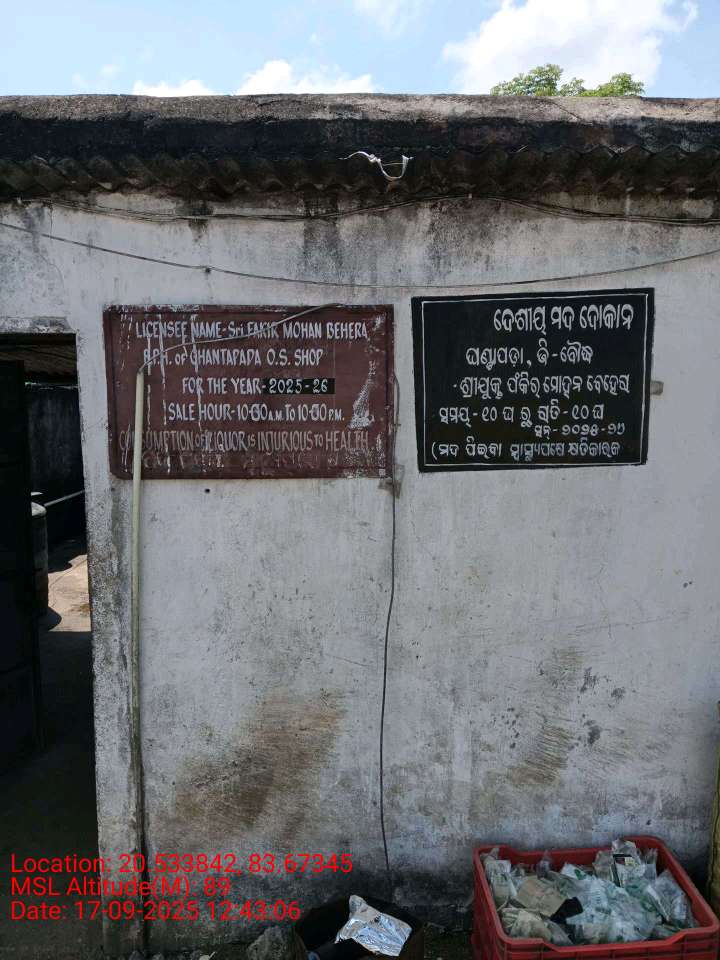 LICENSEE NAME-Sri FAKIR MOHAN BEHERA
R.P.H. OF GHANTAPADA O.S. SHOP
FOR THE YEAR-2025-26
SALE HOUR-10-00 A.M. TO 10-00 P.M.
CONSUMPTION OF LIQUOR IS INJURIOUS TO HEALTH
ଦେଶୀୟ ମଦ ଦୋକାନ
ଘଣ୍ଟାପଡ଼ା, ଜି-ବୌଦ୍ଧ
ଶ୍ରୀଯୁକ୍ତ ଫକିର ମୋହନ ବେହେରା
ସମୟ-୧୦ ଘ ରୁ ରାତି-୧୦ ଘ
ସନ୍-୨୦୨୫-୨୬
(ମଦ ପିଇବା ସ୍ୱାସ୍ଥ୍ୟପକ୍ଷେ କ୍ଷତିକାରକ
Location: 20.533842, 83.67345
MSL Altitude(M): 89
Date: 17-09-2025 12:43:06